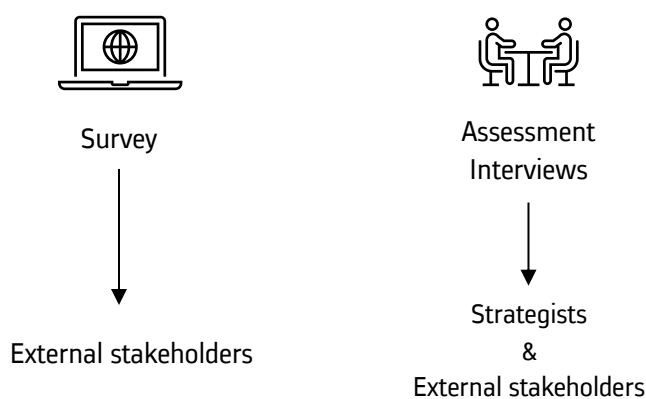 Survey
External stakeholders
Assessment
Interviews
Strategists
&
External stakeholders